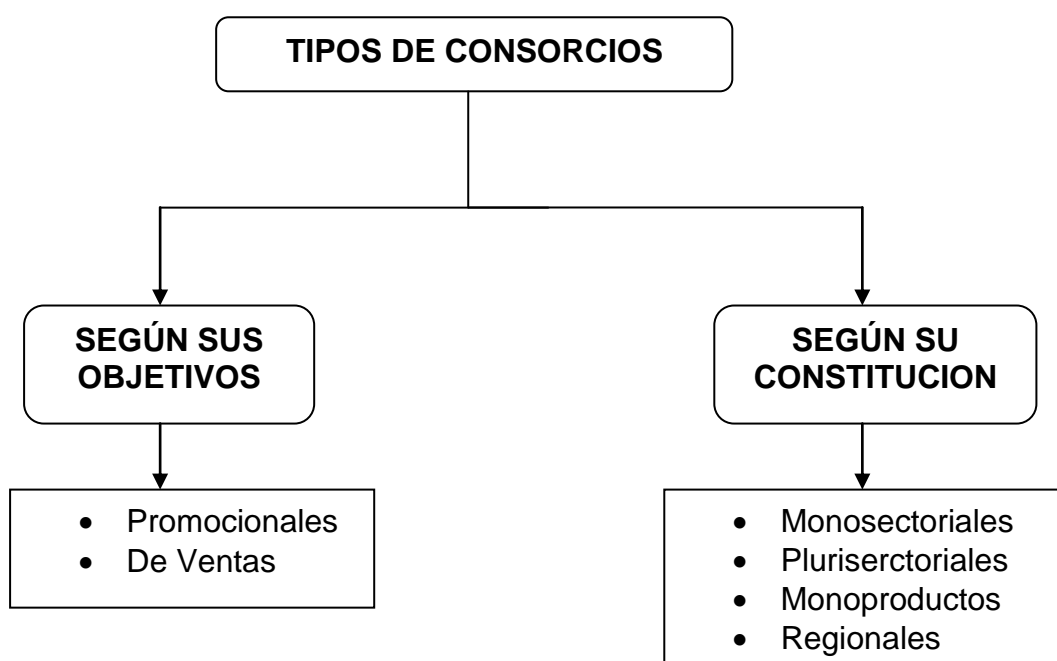 TIPOS DE CONSORCIOS
SEGÚN SUS
OBJETIVOS
SEGÚN SU
CONSTITUCION
• Promocionales
• De Ventas
• Monosectoriales
• Pluriserctoriales
• Monoproductos
• Regionales